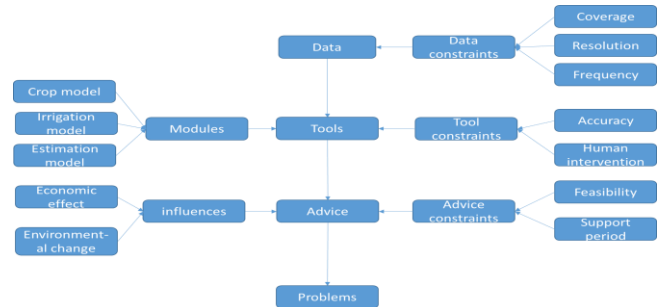 Coverage
Data
Data constraints
Resolution
Frequency
Crop model
Irrigation model
Estimation model
Modules
Tools
Tool constraints
Accuracy
Human intervention
Economic effect
Environment-
al change
influences
Advice
Advice constraints
Feasibility
Support
period
Problems